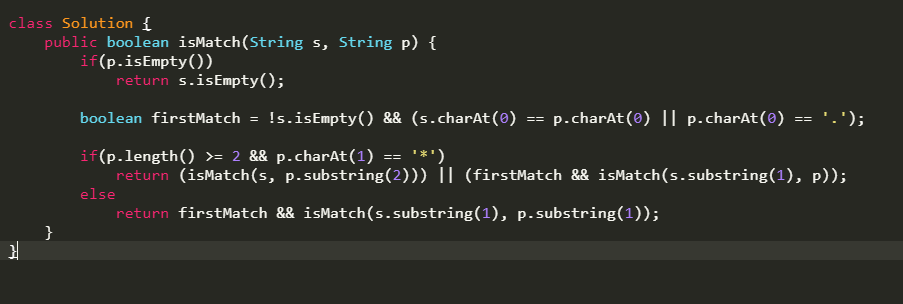 class Solution {
    public boolean isMatch(String s, String p) {
        if(p.isEmpty())
            return s.isEmpty();

        boolean firstMatch = !s.isEmpty() && (s.charAt(0) == p.charAt(0) || p.charAt(0) == '.');

        if(p.length() >= 2 && p.charAt(1) == '*')
            return (isMatch(s, p.substring(2))) || (firstMatch && isMatch(s.substring(1), p));
        else
            return firstMatch && isMatch(s.substring(1), p.substring(1));
    }
}